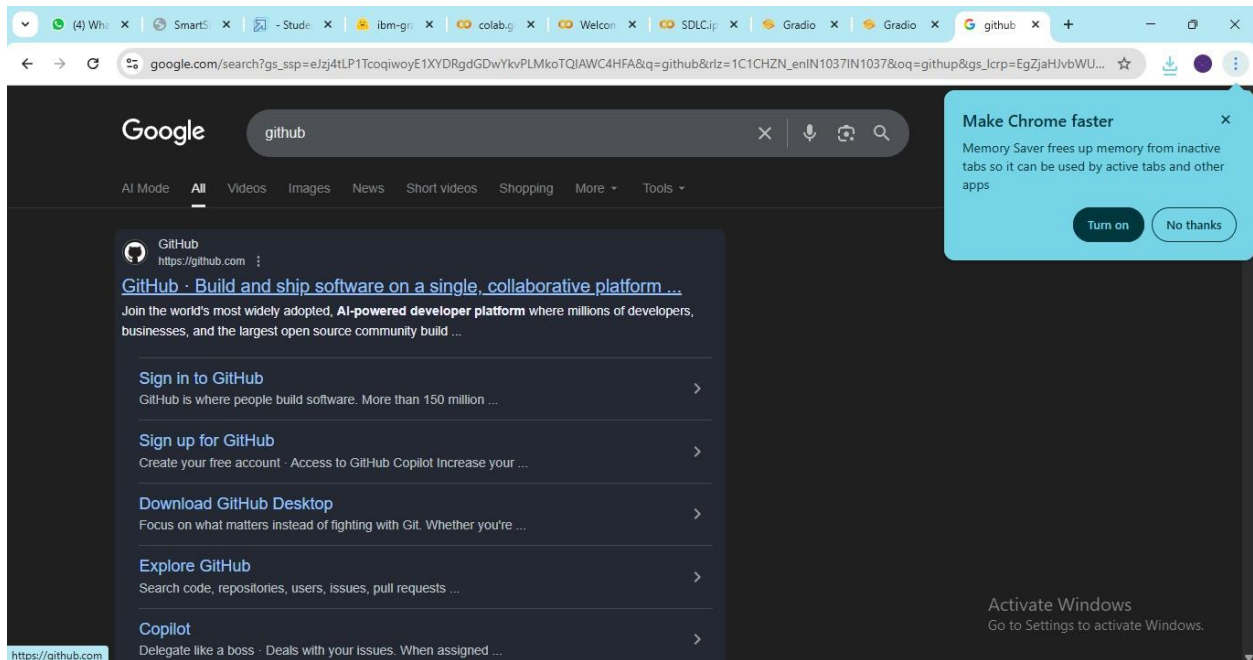 (4) Wha
SmartS
- Stude
ibm-gra
colab.g
Welcon
SDLC.ip
Gradio
Gradio
github
google.com/search?gs_ssp=eJzj4tLP1TcoqiwoyE1XYDRgdGDwYkvPLMkoTQIAWC4HFA&q=github&rlz=1C1CHZN_enIN1037IN1037&oq=githup&gs_lcrp=EgZjaHJvbWU...
Google
github
AI Mode All Videos Images News Short videos Shopping More Tools
Make Chrome faster
Memory Saver frees up memory from inactive
tabs so it can be used by active tabs and other
apps
Turn on No thanks
GitHub
https://github.com
GitHub · Build and ship software on a single, collaborative platform ...
Join the world's most widely adopted, AI-powered developer platform where millions of developers,
businesses, and the largest open source community build ...
Sign in to GitHub
GitHub is where people build software. More than 150 million ...
Sign up for GitHub
Create your free account · Access to GitHub Copilot Increase your ...
Download GitHub Desktop
Focus on what matters instead of fighting with Git. Whether you're ...
Explore GitHub
Search code, repositories, users, issues, pull requests ...
Copilot
Delegate like a boss · Deals with your issues. When assigned ...
Activate Windows
Go to Settings to activate Windows.
https://github.com